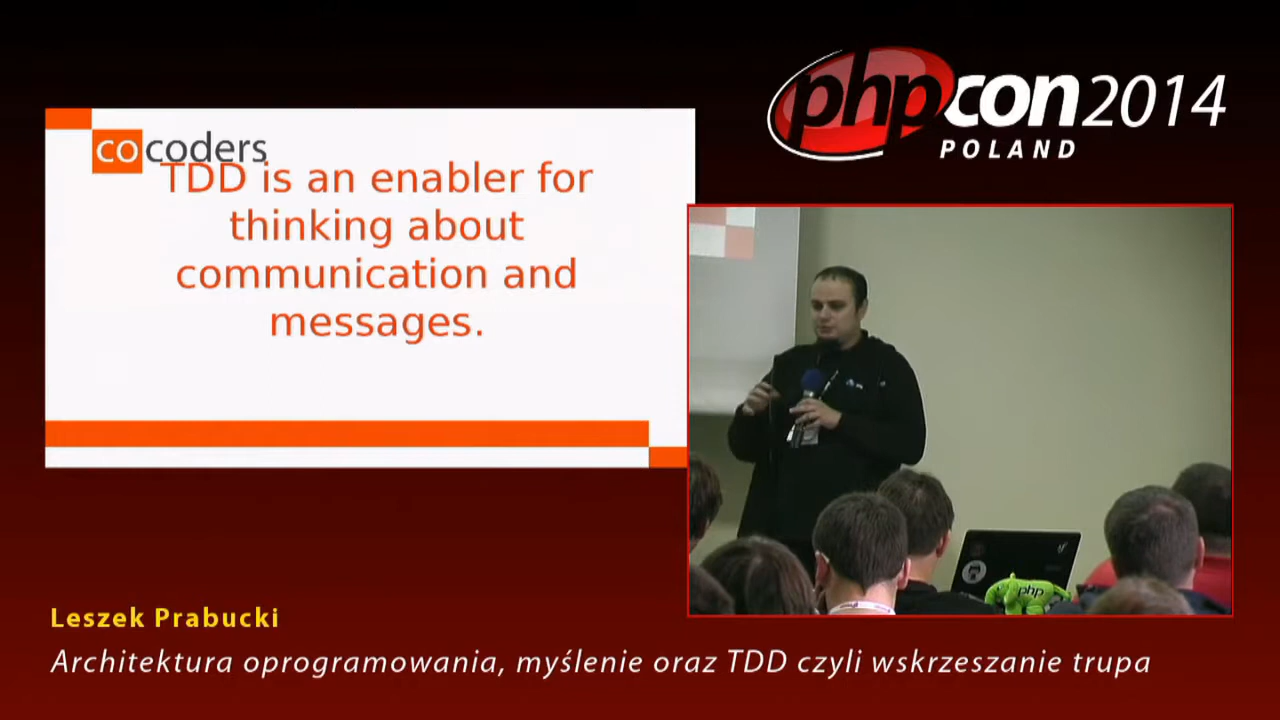 phpcon2014
POLAND
cocoders
TDD is an enabler for
thinking about
communication and
messages.
php
Leszek Prabucki
Architektura oprogramowania, myślenie oraz TDD czyli wskrzeszanie trupa